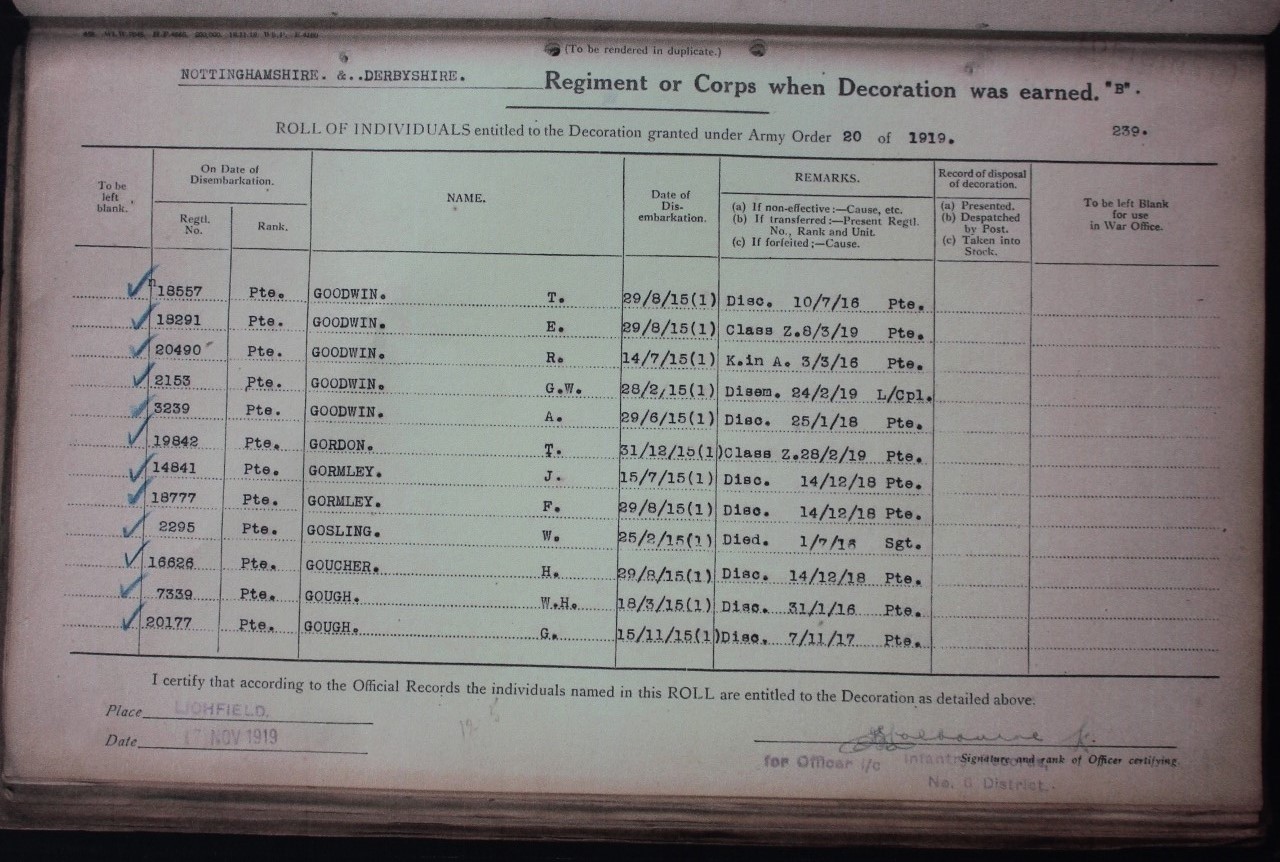 (To be rendered in duplicate.)
NOTTINGHAMSHIRE. &..DERBYSHIRE. Regiment or Corps when Decoration was earned. "B".
ROLL OF INDIVIDUALS entitled to the Decoration granted under Army Order 20 of 1919. 239.
To be left blank.
On Date of Disembarkation.
Regtl. No.
Rank.
NAME.
Date of Dis-embarkation.
REMARKS.
(a) If non-effective:—Cause, etc.
(b) If transferred:—Present Regtl. No., Rank and Unit.
(c) If forfeited;—Cause.
Record of disposal of decoration.
(a) Presented.
(b) Despatched by Post.
(c) Taken into Stock.
To be left Blank for use in War Office.
18557 Pte. GOODWIN. T. 29/8/15(1) Disc. 10/7/16 Pte.
18291 Pte. GOODWIN. E. 29/8/15(1) Class Z.8/3/19 Pte.
20490 Pte. GOODWIN. R. 14/7/15(1) K.in A. 3/3/16 Pte.
2153 Pte. GOODWIN. G.W. 28/2/15(1) Disem. 24/2/19 L/Cpl.
3239 Pte. GOODWIN. A. 29/6/15(1) Disc. 25/1/18 Pte.
19842 Pte. GORDON. T. 31/12/15(1) Class Z.28/2/19 Pte.
14841 Pte. GORMLEY. J. 15/7/15(1) Disc. 14/12/18 Pte.
18777 Pte. GORMLEY. F. 29/8/15(1) Disc. 14/12/18 Pte.
2295 Pte. GOSLING. W. 25/2/15(1) Died. 1/7/18 Sgt.
16626 Pte. GOUCHER. H. 29/8/15(1) Disc. 14/12/18 Pte.
7339 Pte. GOUGH. W.H. 18/3/15(1) Disc. 31/1/16 Pte.
20177 Pte. GOUGH. G. 15/11/15(1) Disc. 7/11/17 Pte.
I certify that according to the Official Records the individuals named in this ROLL are entitled to the Decoration as detailed above.
Place LICHFIELD.
Date 17 NOV 1919
Signature and rank of Officer certifying.
for Officer i/c Infantry Records,
No. 6 District.